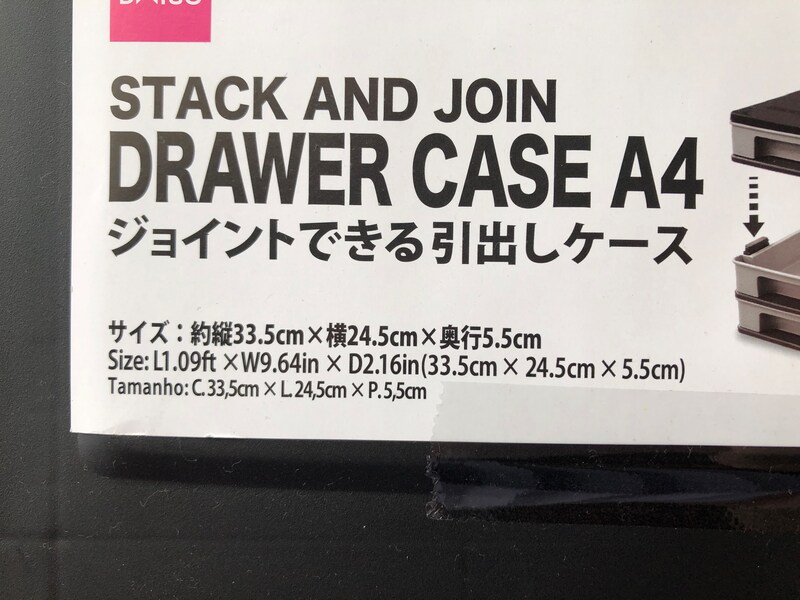 DAISO
STACK AND JOIN
DRAWER CASE A4
ジョイントできる引出しケース
サイズ：約縦33.5cm×横24.5cm×奥行5.5cm
Size: L1.09ft ×W9.64in × D2.16in(33.5cm × 24.5cm × 5.5cm)
Tamanho: C. 33,5cm × L. 24,5cm × P. 5,5cm